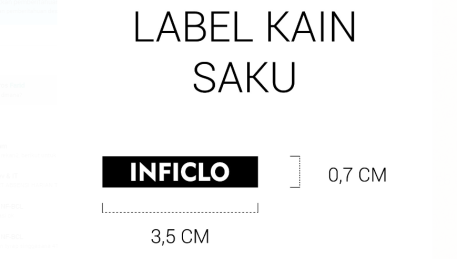 LABEL KAIN
SAKU
INFICLO
0,7 CM
3,5 CM